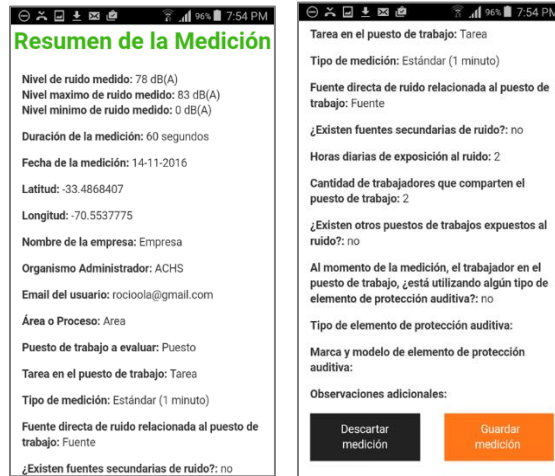 96% 7:54 PM
Resumen de la Medición
Nivel de ruido medido: 78 dB(A)
Nivel maximo de ruido medido: 83 dB(A)
Nivel minimo de ruido medido: 0 dB(A)
Duración de la medición: 60 segundos
Fecha de la medición: 14-11-2016
Latitud: -33.4868407
Longitud: -70.5537775
Nombre de la empresa: Empresa
Organismo Administrador: ACHS
Email del usuario: rocioola@gmail.com
Área o Proceso: Area
Puesto de trabajo a evaluar: Puesto
Tarea en el puesto de trabajo: Tarea
Tipo de medición: Estándar (1 minuto)
Fuente directa de ruido relacionada al puesto de
trabajo: Fuente
¿Existen fuentes secundarias de ruido?: no
96% 7:54 PM
Tarea en el puesto de trabajo: Tarea
Tipo de medición: Estándar (1 minuto)
Fuente directa de ruido relacionada al puesto de
trabajo: Fuente
¿Existen fuentes secundarias de ruido?: no
Horas diarias de exposición al ruido: 2
Cantidad de trabajadores que comparten el
puesto de trabajo: 2
¿Existen otros puestos de trabajos expuestos al
ruido?: no
Al momento de la medición, el trabajador en el
puesto de trabajo, ¿está utilizando algún tipo de
elemento de protección auditiva?: no
Tipo de elemento de protección auditiva:
Marca y modelo de elemento de protección
auditiva:
Observaciones adicionales:
Descartar
medición
Guardar
medición